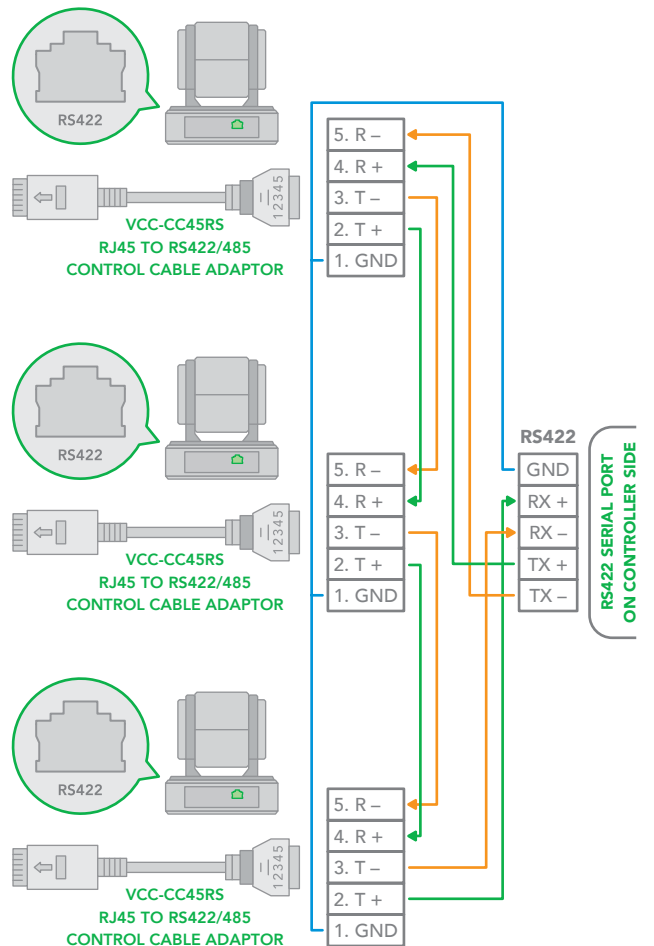 RS422
5. R –
4. R +
3. T –
2. T +
1. GND
12345
VCC-CC45RS
RJ45 TO RS422/485
CONTROL CABLE ADAPTOR
RS422
5. R –
4. R +
3. T –
2. T +
1. GND
12345
VCC-CC45RS
RJ45 TO RS422/485
CONTROL CABLE ADAPTOR
RS422
GND
RX +
RX –
TX +
TX –
RS422 SERIAL PORT
ON CONTROLLER SIDE
RS422
5. R –
4. R +
3. T –
2. T +
1. GND
12345
VCC-CC45RS
RJ45 TO RS422/485
CONTROL CABLE ADAPTOR